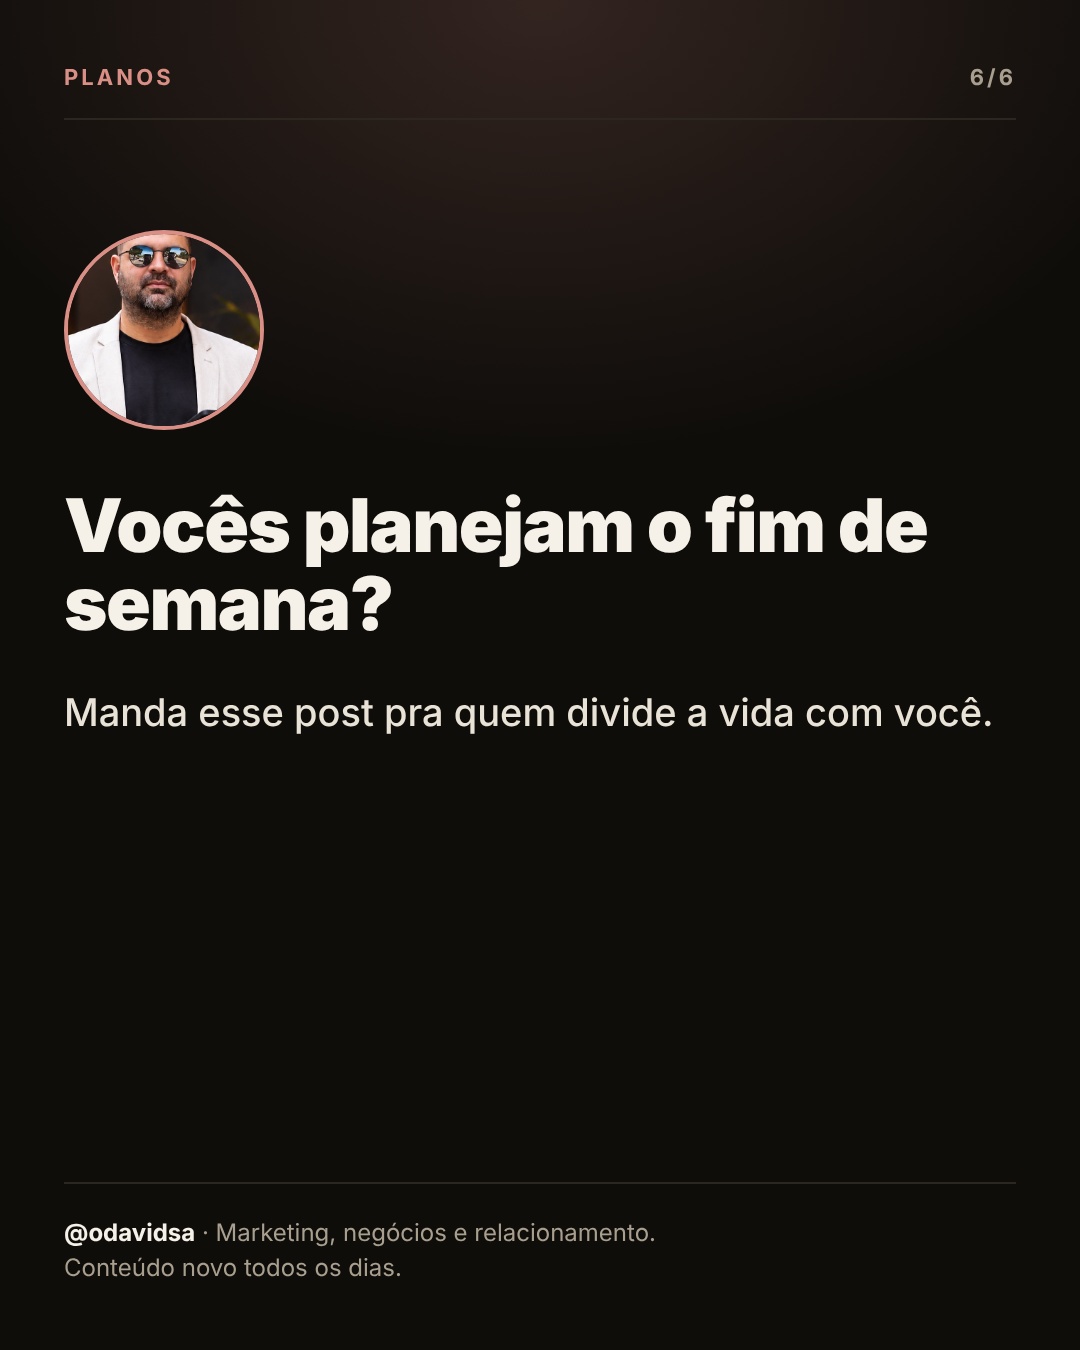 PLANOS
6/6
Vocês planejam o fim de
semana?
Manda esse post pra quem divide a vida com você.
@odavidsa · Marketing, negócios e relacionamento.
Conteúdo novo todos os dias.